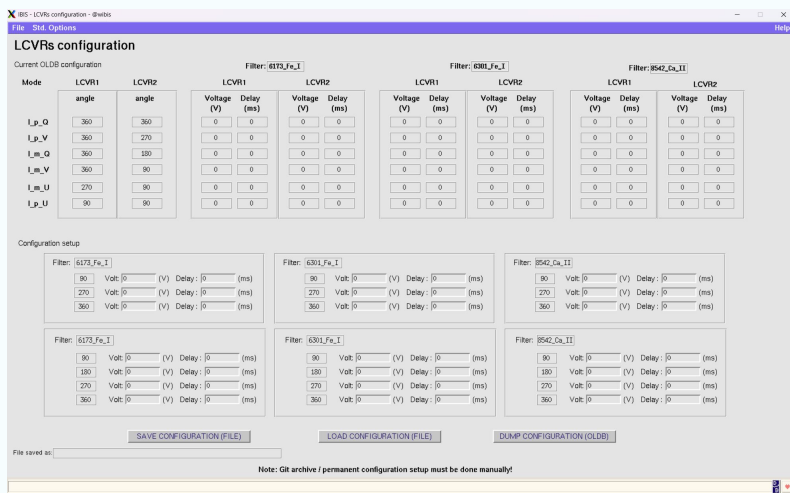 IBIS - LCVRs configuration - @wibis
File Std. Options Help
LCVRs configuration
Current OLDB configuration Filter: 6173_Fe_I Filter: 6301_Fe_I Filter: 8542_Ca_II
Mode LCVR1 LCVR2 LCVR1 LCVR2 LCVR1 LCVR2 LCVR1 LCVR2
angle angle Voltage Delay Voltage Delay Voltage Delay Voltage Delay Voltage Delay Voltage Delay
(V) (ms) (V) (ms) (V) (ms) (V) (ms) (V) (ms) (V) (ms)
I_p_Q 360 360 0 0 0 0 0 0 0 0 0 0 0 0
I_p_V 360 270 0 0 0 0 0 0 0 0 0 0 0 0
I_m_Q 360 180 0 0 0 0 0 0 0 0 0 0 0 0
I_m_V 360 90 0 0 0 0 0 0 0 0 0 0 0 0
I_m_U 270 90 0 0 0 0 0 0 0 0 0 0 0 0
I_p_U 90 90 0 0 0 0 0 0 0 0 0 0 0 0
Configuration setup
Filter: 6173_Fe_I Filter: 6301_Fe_I Filter: 8542_Ca_II
90 Volt: 0 (V) Delay: 0 (ms) 90 Volt: 0 (V) Delay: 0 (ms) 90 Volt: 0 (V) Delay: 0 (ms)
270 Volt: 0 (V) Delay: 0 (ms) 270 Volt: 0 (V) Delay: 0 (ms) 270 Volt: 0 (V) Delay: 0 (ms)
360 Volt: 0 (V) Delay: 0 (ms) 360 Volt: 0 (V) Delay: 0 (ms) 360 Volt: 0 (V) Delay: 0 (ms)
Filter: 6173_Fe_I Filter: 6301_Fe_I Filter: 8542_Ca_II
90 Volt: 0 (V) Delay: 0 (ms) 90 Volt: 0 (V) Delay: 0 (ms) 90 Volt: 0 (V) Delay: 0 (ms)
180 Volt: 0 (V) Delay: 0 (ms) 180 Volt: 0 (V) Delay: 0 (ms) 180 Volt: 0 (V) Delay: 0 (ms)
270 Volt: 0 (V) Delay: 0 (ms) 270 Volt: 0 (V) Delay: 0 (ms) 270 Volt: 0 (V) Delay: 0 (ms)
360 Volt: 0 (V) Delay: 0 (ms) 360 Volt: 0 (V) Delay: 0 (ms) 360 Volt: 0 (V) Delay: 0 (ms)
SAVE CONFIGURATION (FILE) LOAD CONFIGURATION (FILE) DUMP CONFIGURATION (OLDB)
File saved as:
Note: Git archive / permanent configuration setup must be done manually!